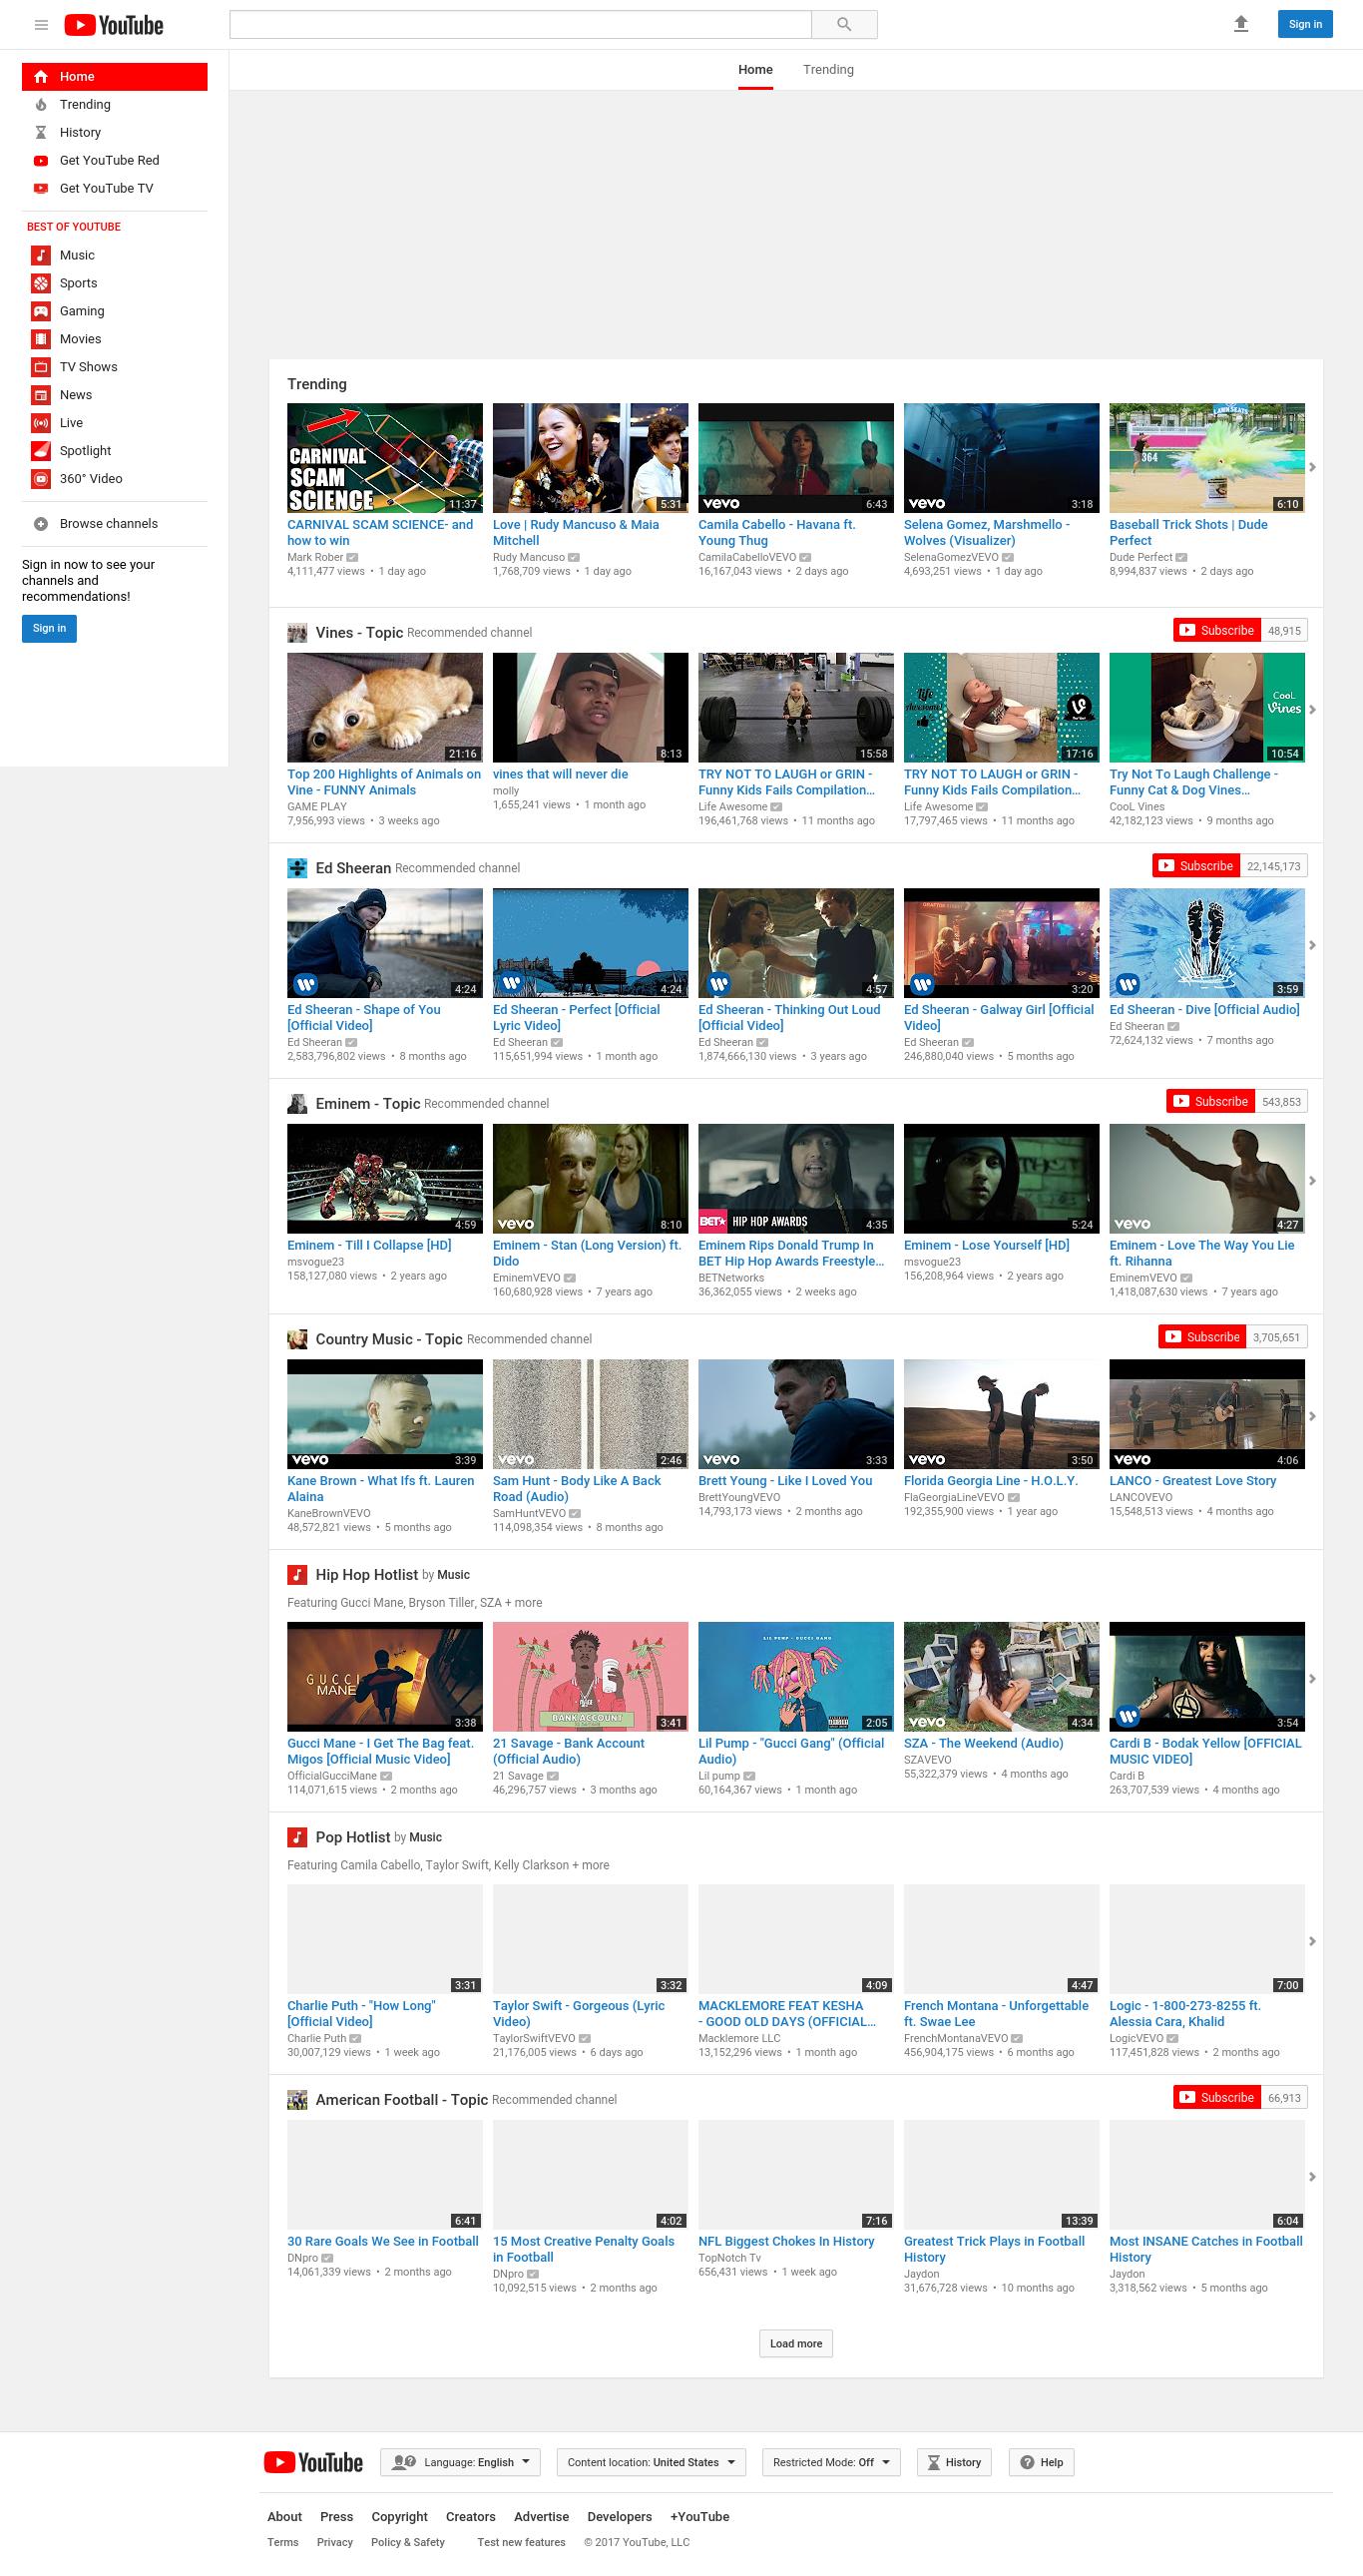 YouTube
Sign in
Home
Trending
Home
Trending
History
Get YouTube Red
Get YouTube TV
BEST OF YOUTUBE
Music
Sports
Gaming
Movies
TV Shows
News
Live
Spotlight
360° Video
Browse channels
Sign in now to see your
channels and
recommendations!
Sign in
Trending
CARNIVAL
SCAM
SCIENCE
11:37
5:31
vevo
6:43
vevo
3:18
LAWN SEATS
364
6:10
CARNIVAL SCAM SCIENCE- and
how to win
Mark Rober
4,111,477 views • 1 day ago
Love | Rudy Mancuso & Maia
Mitchell
Rudy Mancuso
1,768,709 views • 1 day ago
Camila Cabello - Havana ft.
Young Thug
CamilaCabelloVEVO
16,167,043 views • 2 days ago
Selena Gomez, Marshmello -
Wolves (Visualizer)
SelenaGomezVEVO
4,693,251 views • 1 day ago
Baseball Trick Shots | Dude
Perfect
Dude Perfect
8,994,837 views • 2 days ago
Vines - Topic Recommended channel
Subscribe 48,915
21:16
8:13
15:58
Life
Awesome
17:16
CooL
Vines
10:54
Top 200 Highlights of Animals on
Vine - FUNNY Animals
GAME PLAY
7,956,993 views • 3 weeks ago
vines that will never die
molly
1,655,241 views • 1 month ago
TRY NOT TO LAUGH or GRIN -
Funny Kids Fails Compilation…
Life Awesome
196,461,768 views • 11 months ago
TRY NOT TO LAUGH or GRIN -
Funny Kids Fails Compilation…
Life Awesome
17,797,465 views • 11 months ago
Try Not To Laugh Challenge -
Funny Cat & Dog Vines…
CooL Vines
42,182,123 views • 9 months ago
Ed Sheeran Recommended channel
Subscribe 22,145,173
4:24
4:24
4:57
3:20
3:59
Ed Sheeran - Shape of You
[Official Video]
Ed Sheeran
2,583,796,802 views • 8 months ago
Ed Sheeran - Perfect [Official
Lyric Video]
Ed Sheeran
115,651,994 views • 1 month ago
Ed Sheeran - Thinking Out Loud
[Official Video]
Ed Sheeran
1,874,666,130 views • 3 years ago
Ed Sheeran - Galway Girl [Official
Video]
Ed Sheeran
246,880,040 views • 5 months ago
Ed Sheeran - Dive [Official Audio]
Ed Sheeran
72,624,132 views • 7 months ago
Eminem - Topic Recommended channel
Subscribe 543,853
4:59
vevo
8:10
BET HIP HOP AWARDS
4:35
5:24
vevo
4:27
Eminem - Till I Collapse [HD]
msvogue23
158,127,080 views • 2 years ago
Eminem - Stan (Long Version) ft.
Dido
EminemVEVO
160,680,928 views • 7 years ago
Eminem Rips Donald Trump In
BET Hip Hop Awards Freestyle…
BETNetworks
36,362,055 views • 2 weeks ago
Eminem - Lose Yourself [HD]
msvogue23
156,208,964 views • 2 years ago
Eminem - Love The Way You Lie
ft. Rihanna
EminemVEVO
1,418,087,630 views • 7 years ago
Country Music - Topic Recommended channel
Subscribe 3,705,651
vevo
3:39
vevo
2:46
vevo
3:33
vevo
3:50
vevo
4:06
Kane Brown - What Ifs ft. Lauren
Alaina
KaneBrownVEVO
48,572,821 views • 5 months ago
Sam Hunt - Body Like A Back
Road (Audio)
SamHuntVEVO
114,098,354 views • 8 months ago
Brett Young - Like I Loved You
BrettYoungVEVO
14,793,173 views • 2 months ago
Florida Georgia Line - H.O.L.Y.
FlaGeorgiaLineVEVO
192,355,900 views • 1 year ago
LANCO - Greatest Love Story
LANCOVEVO
15,548,513 views • 4 months ago
Hip Hop Hotlist by Music
Featuring Gucci Mane, Bryson Tiller, SZA + more
GUCCI
MANE
3:38
BANK ACCOUNT
3:41
LIL PUMP - GUCCI GANG
2:05
vevo
4:34
3:54
Gucci Mane - I Get The Bag feat.
Migos [Official Music Video]
OfficialGucciMane
114,071,615 views • 2 months ago
21 Savage - Bank Account
(Official Audio)
21 Savage
46,296,757 views • 3 months ago
Lil Pump - "Gucci Gang" (Official
Audio)
Lil pump
60,164,367 views • 1 month ago
SZA - The Weekend (Audio)
SZAVEVO
55,322,379 views • 4 months ago
Cardi B - Bodak Yellow [OFFICIAL
MUSIC VIDEO]
Cardi B
263,707,539 views • 4 months ago
Pop Hotlist by Music
Featuring Camila Cabello, Taylor Swift, Kelly Clarkson + more
3:31
3:32
4:09
4:47
7:00
Charlie Puth - "How Long"
[Official Video]
Charlie Puth
30,007,129 views • 1 week ago
Taylor Swift - Gorgeous (Lyric
Video)
TaylorSwiftVEVO
21,176,005 views • 6 days ago
MACKLEMORE FEAT KESHA
- GOOD OLD DAYS (OFFICIAL…
Macklemore LLC
13,152,296 views • 1 month ago
French Montana - Unforgettable
ft. Swae Lee
FrenchMontanaVEVO
456,904,175 views • 6 months ago
Logic - 1-800-273-8255 ft.
Alessia Cara, Khalid
LogicVEVO
117,451,828 views • 2 months ago
American Football - Topic Recommended channel
Subscribe 66,913
6:41
4:02
7:16
13:39
6:04
30 Rare Goals We See in Football
DNpro
14,061,339 views • 2 months ago
15 Most Creative Penalty Goals
in Football
DNpro
10,092,515 views • 2 months ago
NFL Biggest Chokes In History
TopNotch Tv
656,431 views • 1 week ago
Greatest Trick Plays in Football
History
Jaydon
31,676,728 views • 10 months ago
Most INSANE Catches in Football
History
Jaydon
3,318,562 views • 5 months ago
Load more
YouTube
Language: English
Content location: United States
Restricted Mode: Off
History
Help
About Press Copyright Creators Advertise Developers +YouTube
Terms Privacy Policy & Safety Test new features © 2017 YouTube, LLC